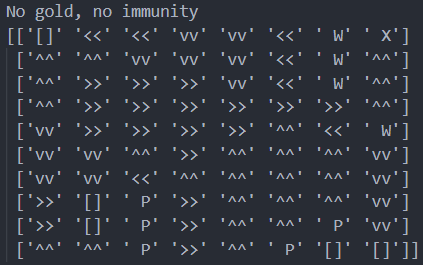 No gold, no immunity
[['[]' '<<' '<<' 'vv' 'vv' '<<' ' W' ' X']
['^^' '^^' 'vv' 'vv' 'vv' '<<' ' W' '^^']
['^^' '>>' '>>' '>>' 'vv' '<<' ' W' '^^']
['^^' '>>' '>>' '>>' '>>' '>>' '>>' '^^']
['vv' '>>' '>>' '>>' '>>' '^^' '<<' ' W']
['vv' 'vv' '^^' '>>' '^^' '^^' '^^' 'vv']
['vv' 'vv' '<<' '^^' '^^' '^^' '^^' 'vv']
['>>' '[]' ' P' '>>' '^^' '^^' '^^' 'vv']
['>>' '[]' ' P' '>>' '^^' '^^' ' P' 'vv']
['^^' '^^' ' P' '>>' '^^' ' P' '[]' '[]']]